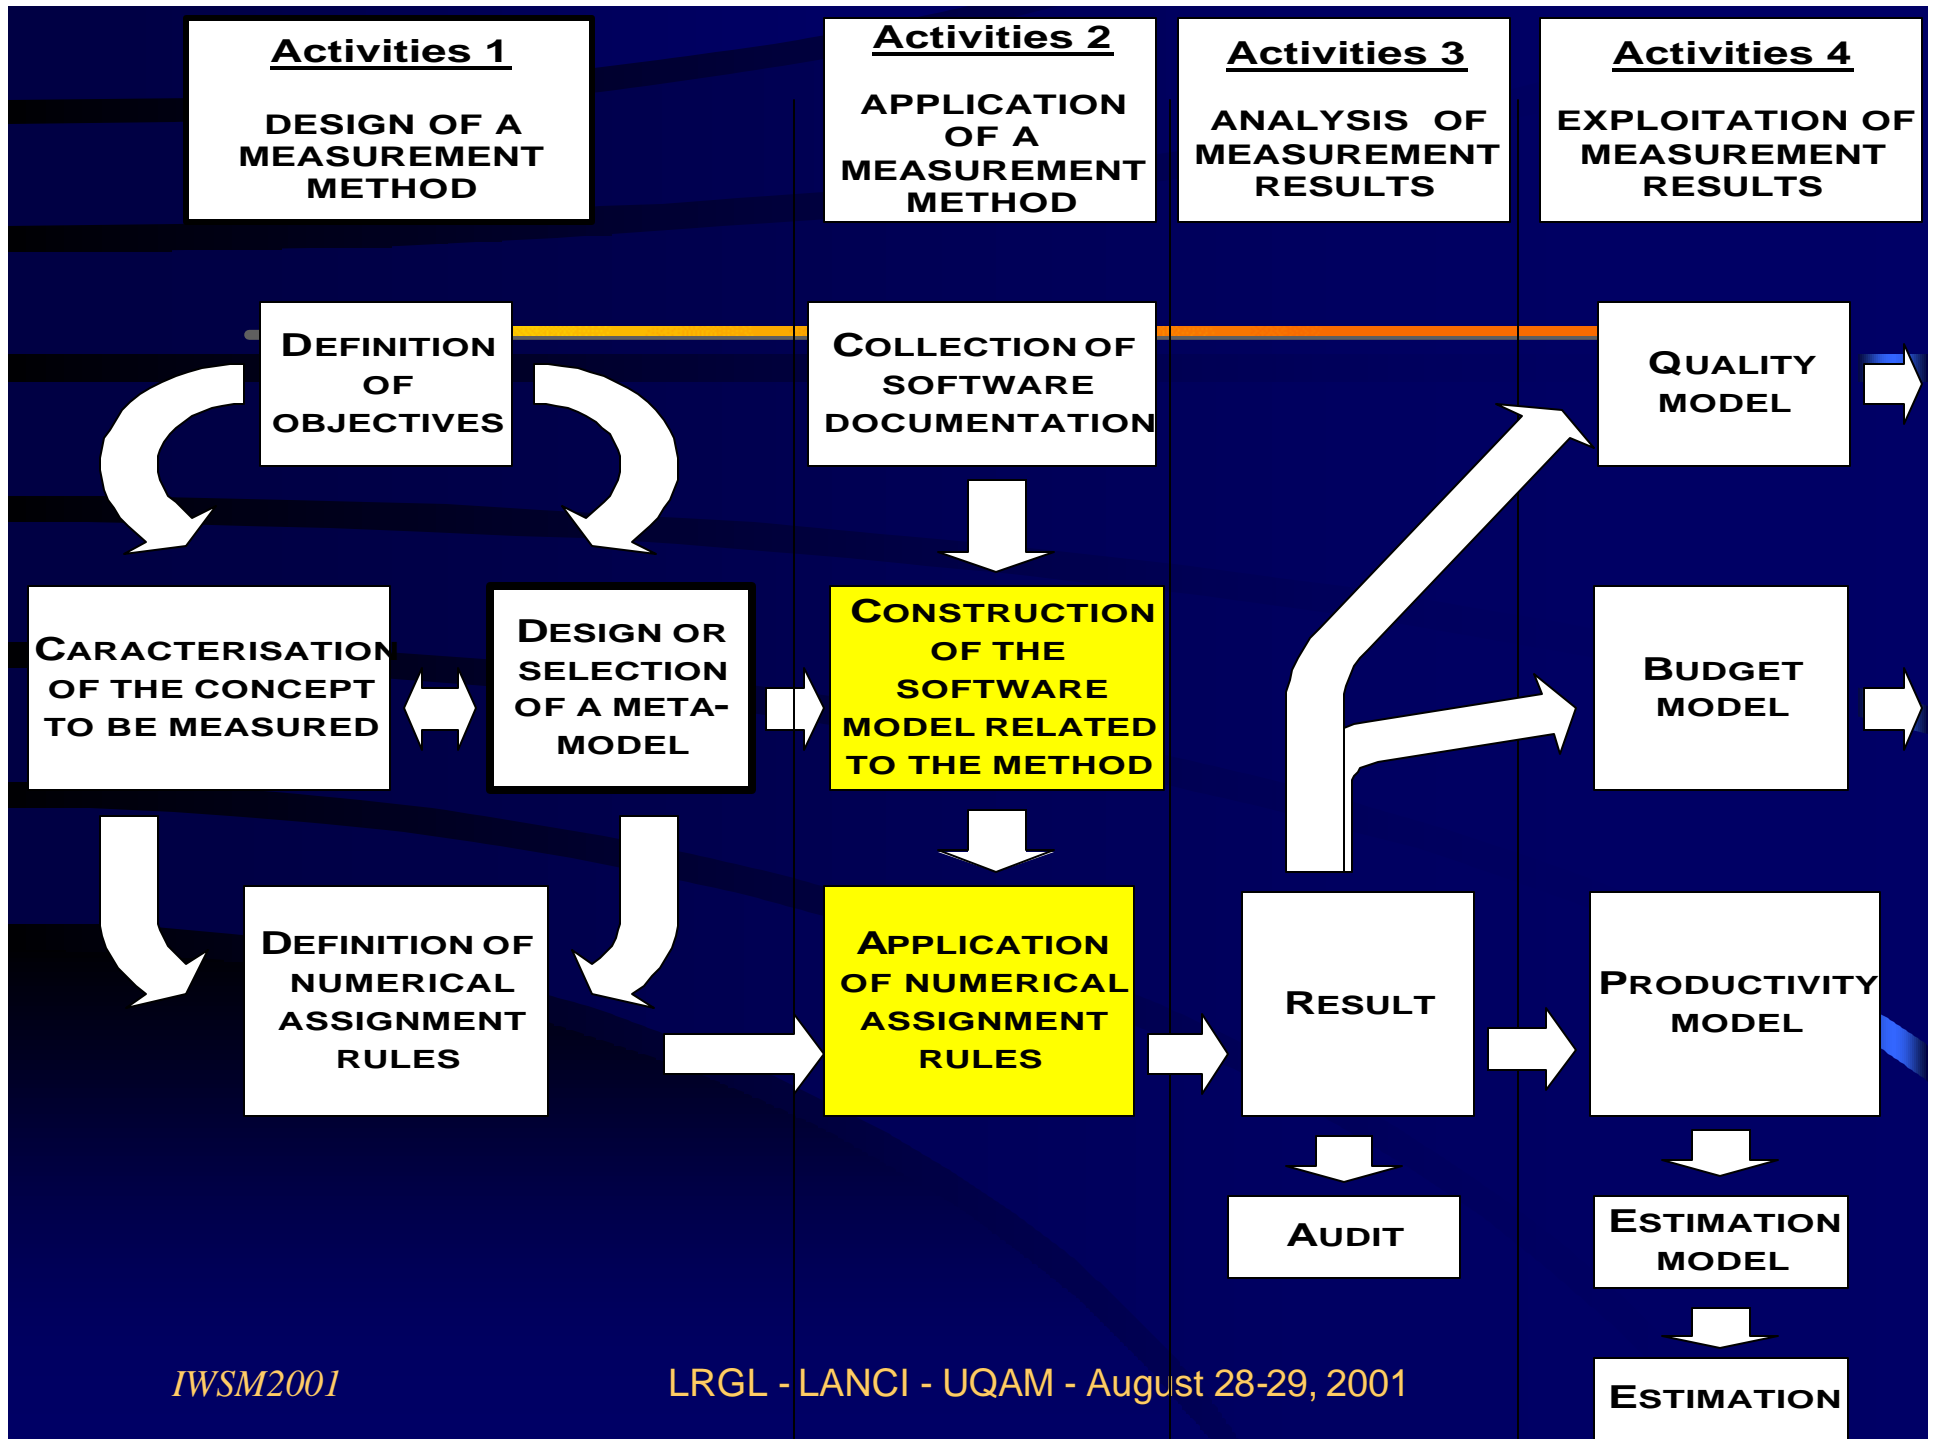 Activities 1
DESIGN OF A
MEASUREMENT
METHOD
Activities 2
APPLICATION
OF A
MEASUREMENT
METHOD
Activities 3
ANALYSIS OF
MEASUREMENT
RESULTS
Activities 4
EXPLOITATION OF
MEASUREMENT
RESULTS
DEFINITION
OF
OBJECTIVES
CARACTERISATION
OF THE CONCEPT
TO BE MEASURED
DESIGN OR
SELECTION
OF A META-
MODEL
DEFINITION OF
NUMERICAL
ASSIGNMENT
RULES
COLLECTION OF
SOFTWARE
DOCUMENTATION
CONSTRUCTION
OF THE
SOFTWARE
MODEL RELATED
TO THE METHOD
APPLICATION
OF NUMERICAL
ASSIGNMENT
RULES
RESULT
AUDIT
QUALITY
MODEL
BUDGET
MODEL
PRODUCTIVITY
MODEL
ESTIMATION
MODEL
ESTIMATION
IWSM2001
LRGL - LANCI - UQAM - August 28-29, 2001